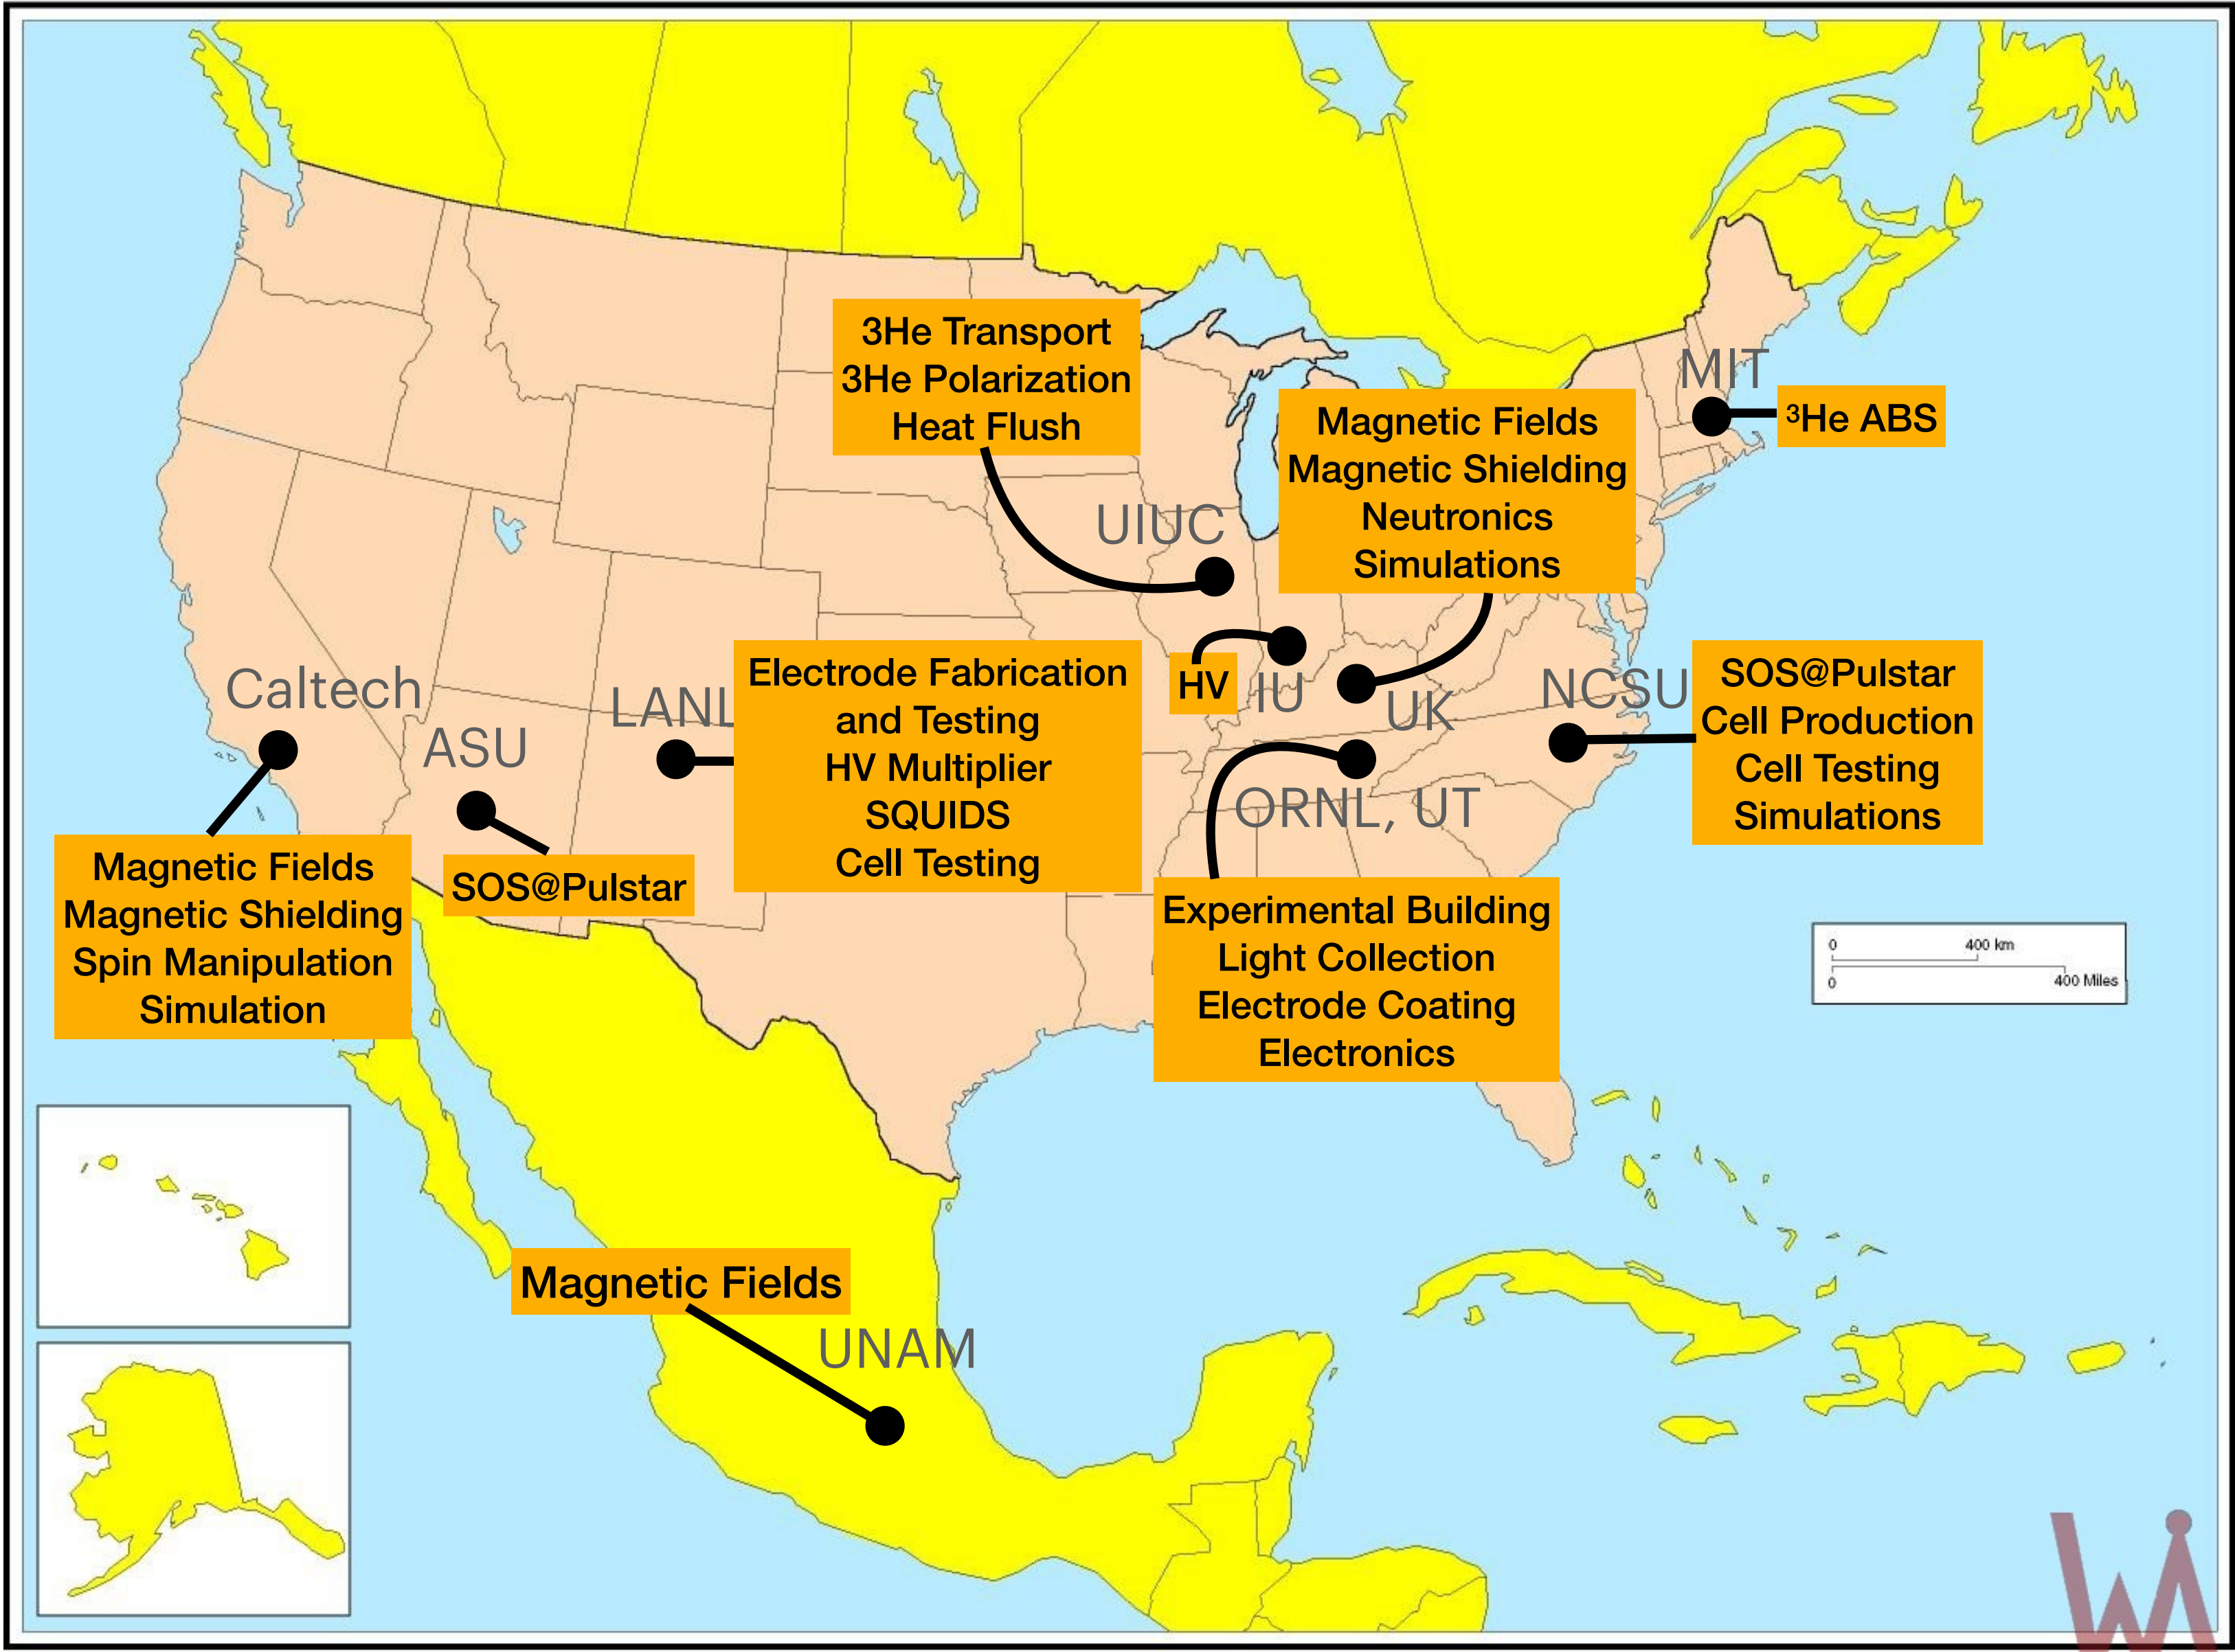 3He Transport
3He Polarization
Heat Flush
MIT
³He ABS
Magnetic Fields
Magnetic Shielding
Neutronics
Simulations
UIUC
HV
IU
UK
NCSU
SOS@Pulstar
Cell Production
Cell Testing
Simulations
Caltech
ASU
LANL
Electrode Fabrication
and Testing
HV Multiplier
SQUIDS
Cell Testing
ORNL, UT
Magnetic Fields
Magnetic Shielding
Spin Manipulation
Simulation
SOS@Pulstar
Experimental Building
Light Collection
Electrode Coating
Electronics
0 400 km
0 400 Miles
Magnetic Fields
UNAM